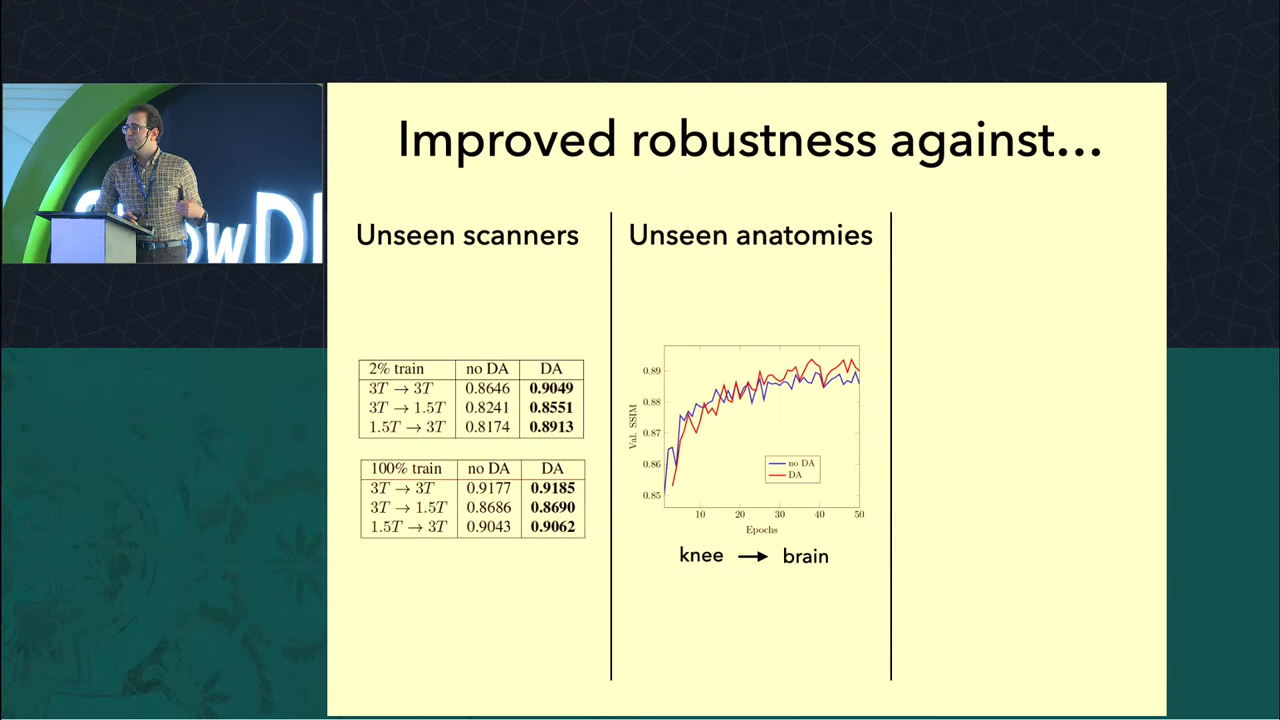 Improved robustness against...
Unseen scanners
2% train no DA DA
3T → 3T 0.8646 0.9049
3T → 1.5T 0.8241 0.8551
1.5T → 3T 0.8174 0.8913
100% train no DA DA
3T → 3T 0.9177 0.9185
3T → 1.5T 0.8686 0.8690
1.5T → 3T 0.9043 0.9062
Unseen anatomies
Val. SSIM
0.89
0.88
0.87
0.86
0.85
no DA
DA
10 20 30 40 50
Epochs
knee → brain